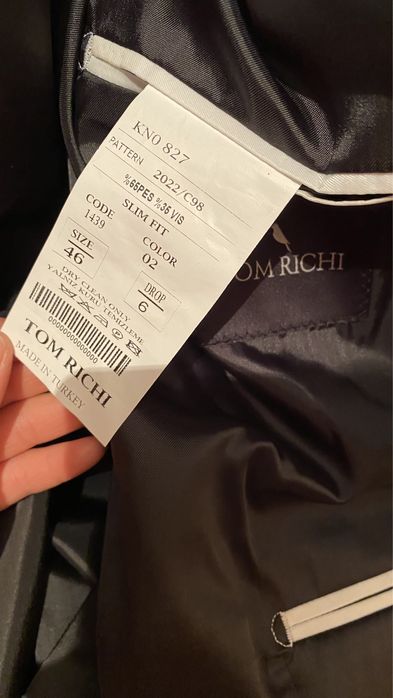 KN0 827
PATTERN 2022/C98
%65PES %35 VIS
SLIM FIT
CODE
1439
COLOR
02
SIZE
46
DROP
6
DRY CLEAN ONLY
YALNIZ KURU TEMİZLEME
0000000000000
TOM RICHI
MADE IN TURKEY
TOM RICHI